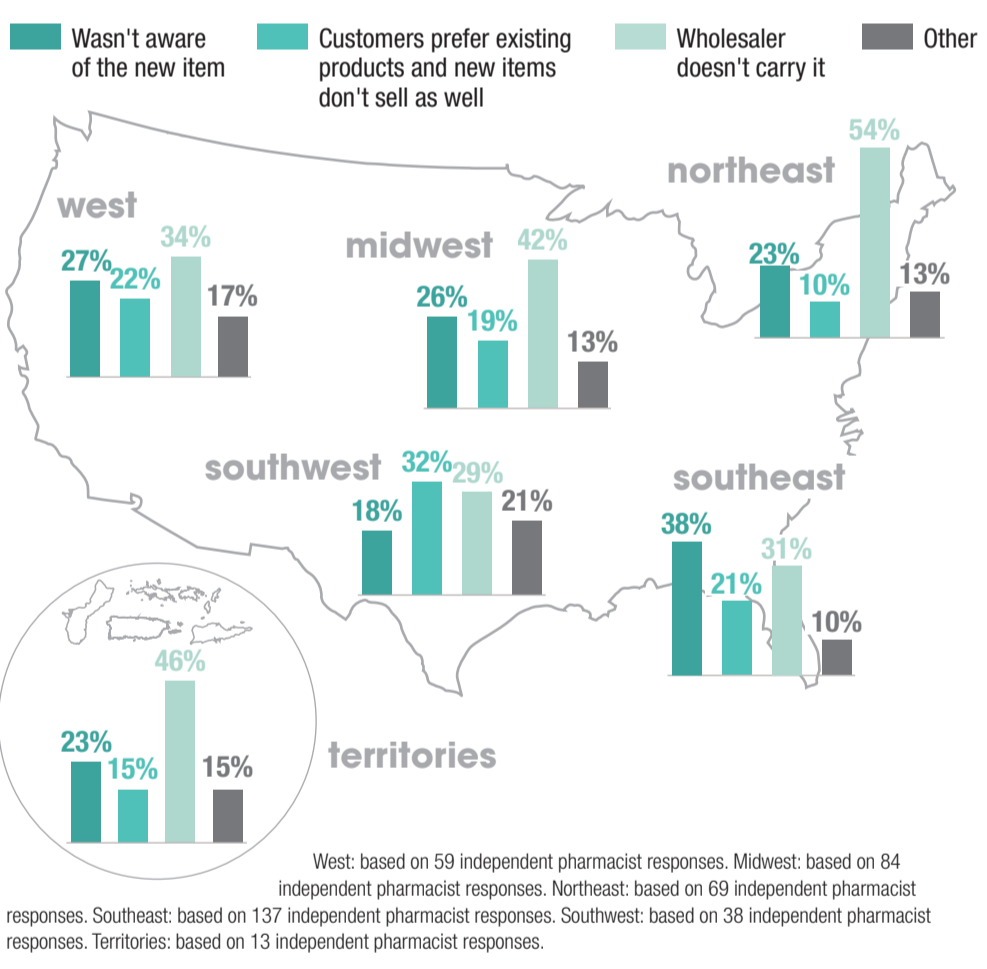 Wasn't aware
of the new item
Customers prefer existing
products and new items
don't sell as well
Wholesaler
doesn't carry it
Other
west
27%
22%
34%
17%
midwest
26%
19%
42%
13%
northeast
23%
10%
54%
13%
southwest
18%
32%
29%
21%
southeast
38%
21%
31%
10%
territories
23%
15%
46%
15%
West: based on 59 independent pharmacist responses. Midwest: based on 84
independent pharmacist responses. Northeast: based on 69 independent pharmacist
responses. Southeast: based on 137 independent pharmacist responses. Southwest: based on 38 independent pharmacist
responses. Territories: based on 13 independent pharmacist responses.